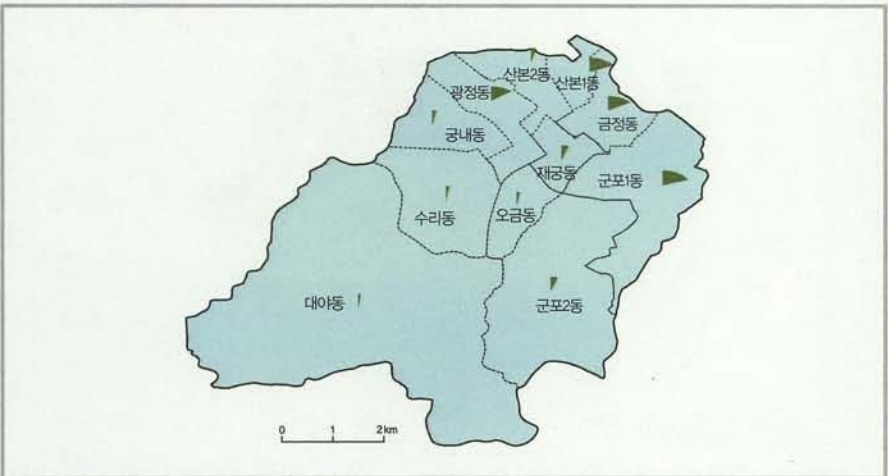 산본2동
산본1동
광정동
금정동
궁내동
재궁동
군포1동
수리동
오금동
대야동
군포2동
0 1 2km